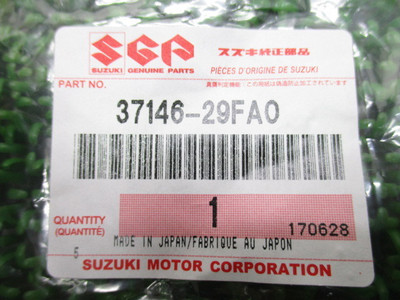 SGP
SUZUKI GENUINE PARTS
スズキ純正部品
PIÈCES D'ORIGINE DE SUZUKI
PART NO.
37146-29FA0
QUANTITY
(QUANTITÉ)
1
170628
MADE IN JAPAN/FABRIQUE AU JAPON
SUZUKI MOTOR CORPORATION